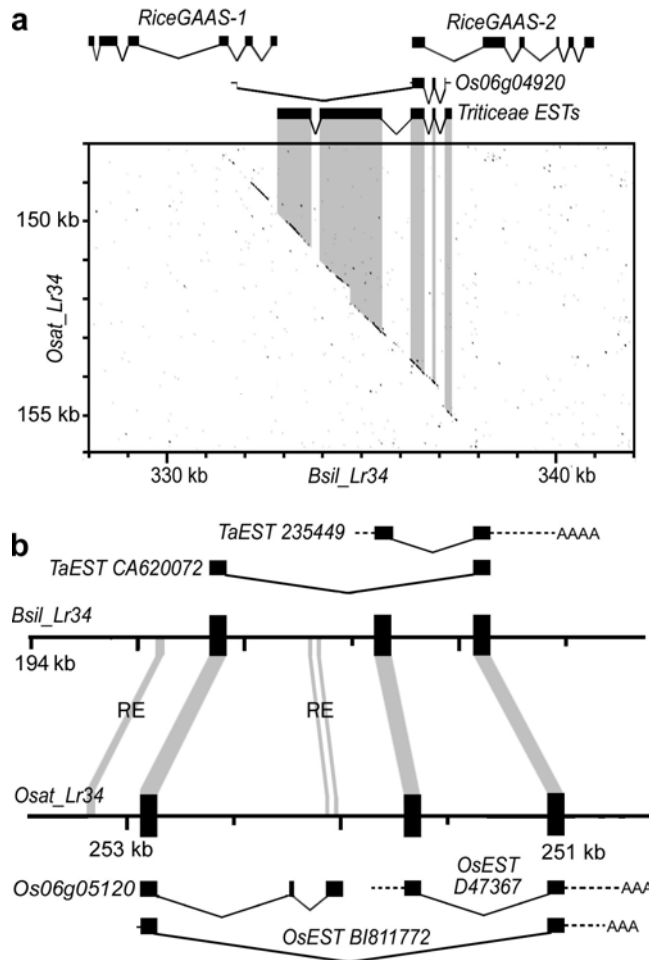 a
RiceGAAS-1 RiceGAAS-2
Os06g04920
Triticeae ESTs
150 kb
Osat_Lr34
155 kb
330 kb Bsil_Lr34 340 kb
b
TaEST 235449 AAAA
TaEST CA620072
Bsil_Lr34
194 kb
RE RE
Osat_Lr34
253 kb 251 kb
Os06g05120 OsEST
D47367 AAA
OsEST BI811772 AAA